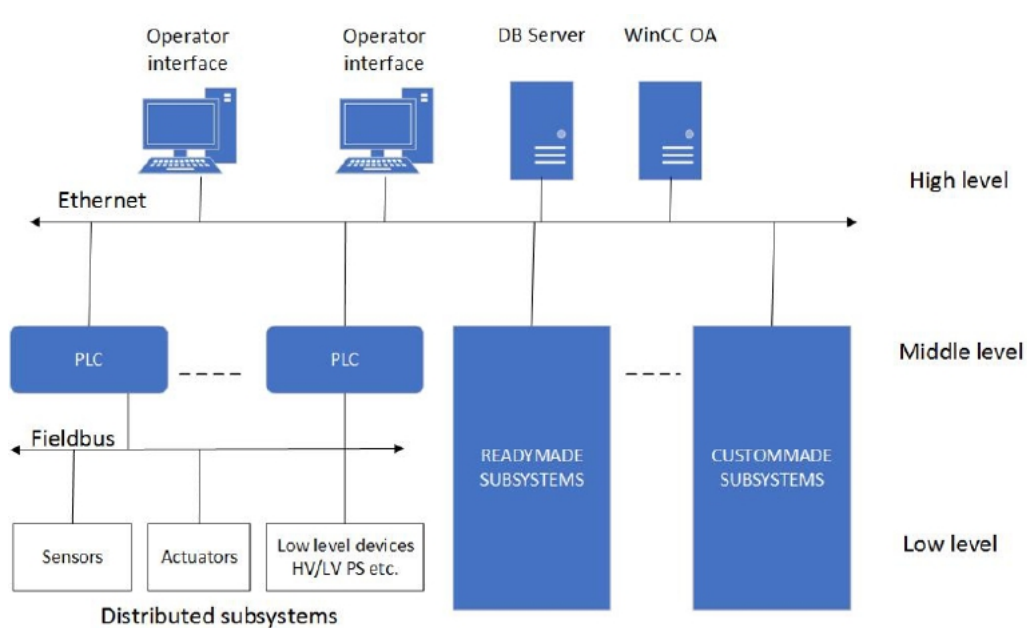 Operator
interface
Operator
interface
DB Server
WinCC OA
Ethernet
High level
PLC
PLC
Middle level
Fieldbus
READYMADE
SUBSYSTEMS
CUSTOMMADE
SUBSYSTEMS
Sensors
Actuators
Low level devices
HV/LV PS etc.
Low level
Distributed subsystems